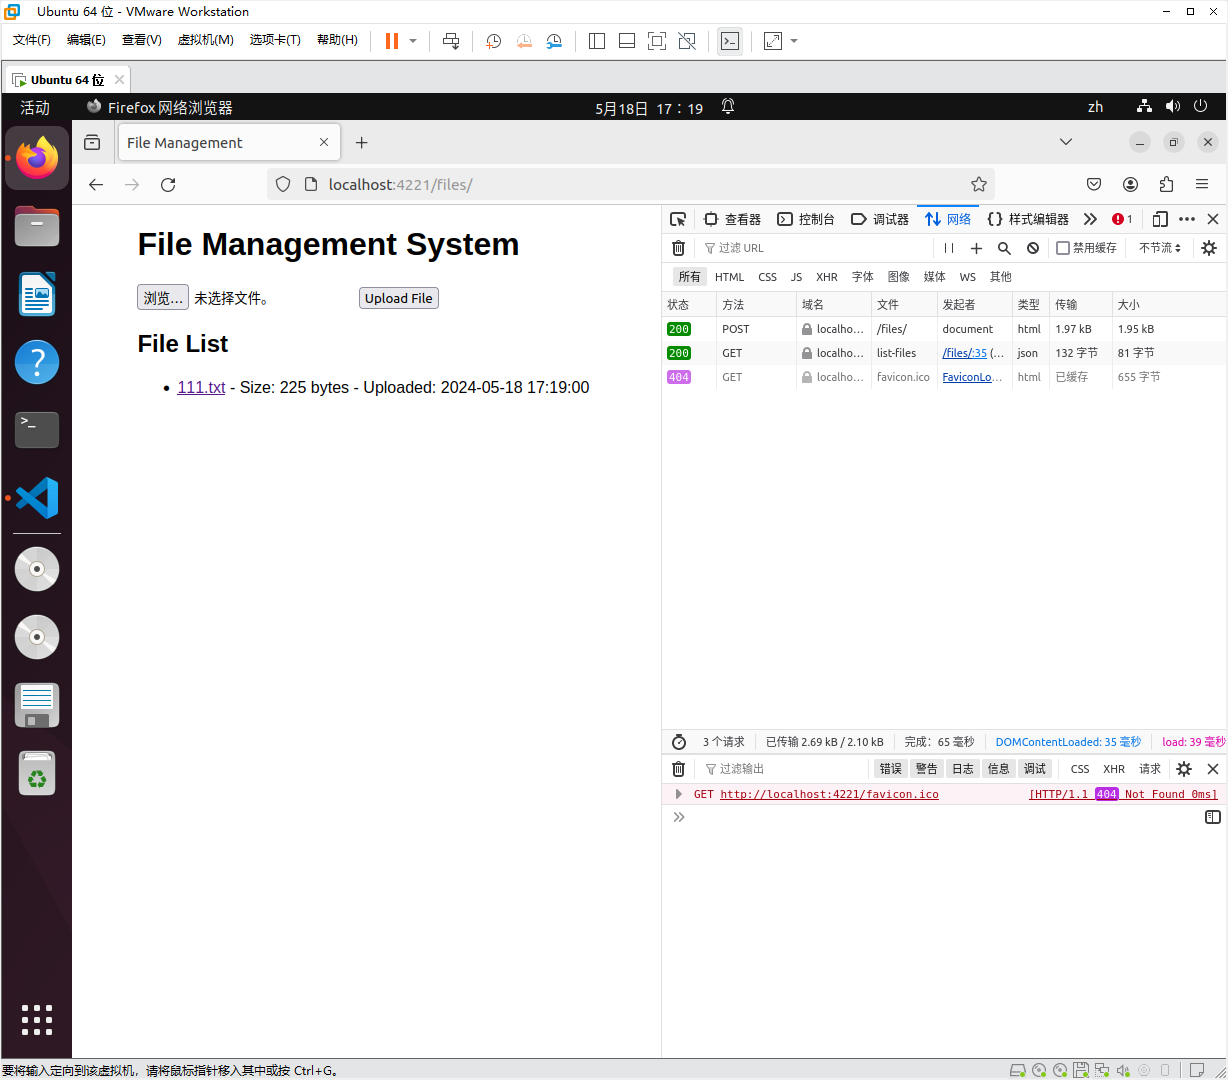 Ubuntu 64 位 - VMware Workstation
文件(F) 编辑(E) 查看(V) 虚拟机(M) 选项卡(T) 帮助(H)
Ubuntu 64 位
活动 Firefox 网络浏览器 5月18日 17：19 zh
File Management
localhost:4221/files/
File Management System
浏览... 未选择文件。 Upload File
File List
111.txt - Size: 225 bytes - Uploaded: 2024-05-18 17:19:00
查看器 控制台 调试器 网络 样式编辑器 1
过滤 URL 禁用缓存 不节流
所有 HTML CSS JS XHR 字体 图像 媒体 WS 其他
状态 方法 域名 文件 发起者 类型 传输 大小
200 POST localho... /files/ document html 1.97 kB 1.95 kB
200 GET localho... list-files /files/:35 (... json 132 字节 81 字节
404 GET localho... favicon.ico FaviconLo... html 已缓存 655 字节
3 个请求 已传输 2.69 kB / 2.10 kB 完成：65 毫秒 DOMContentLoaded: 35 毫秒 load: 39 毫秒
过滤输出 错误 警告 日志 信息 调试 CSS XHR 请求
GET http://localhost:4221/favicon.ico [HTTP/1.1 404 Not Found 0ms]
要将输入定向到该虚拟机，请将鼠标指针移入其中或按 Ctrl+G。